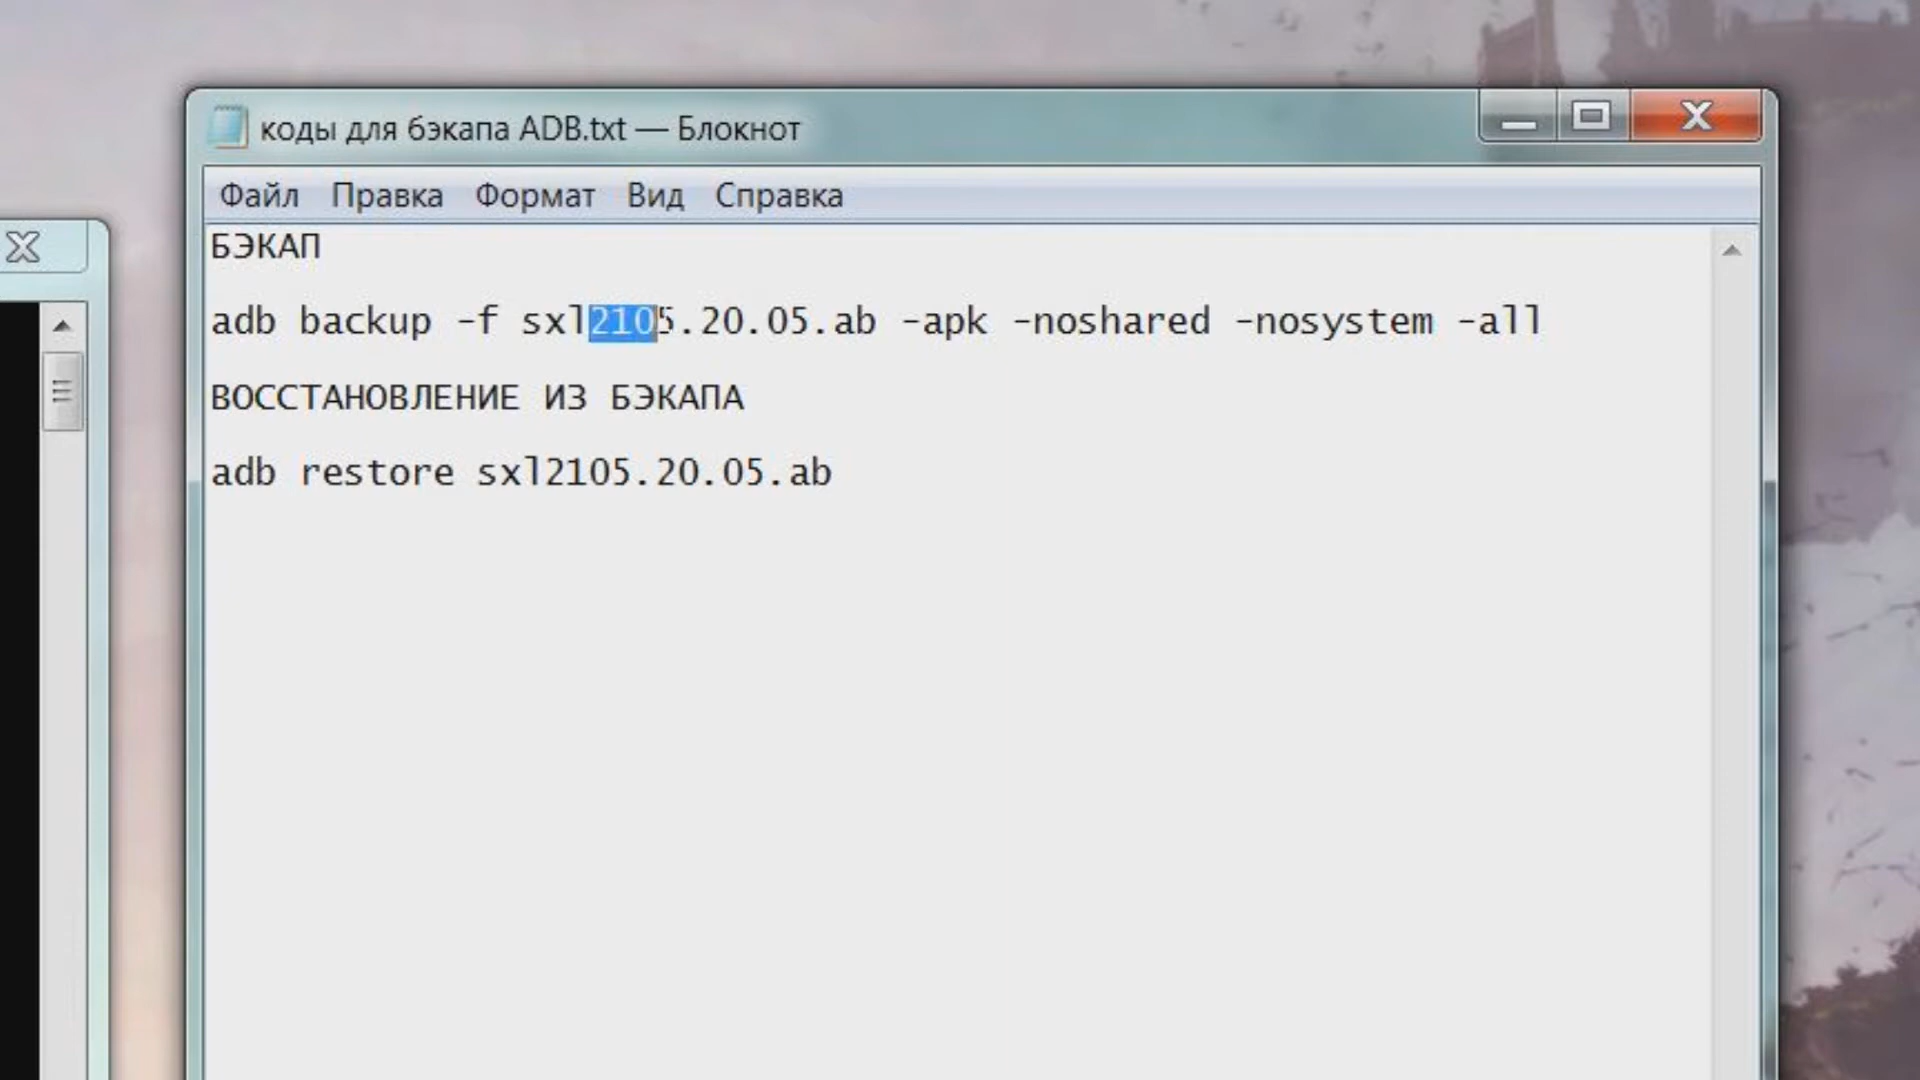 коды для бэкапа ADB.txt — Блокнот
Файл Правка Формат Вид Справка
БЭКАП
adb backup -f sxl2105.20.05.ab -apk -noshared -nosystem -all
ВОССТАНОВЛЕНИЕ ИЗ БЭКАПА
adb restore sxl2105.20.05.ab